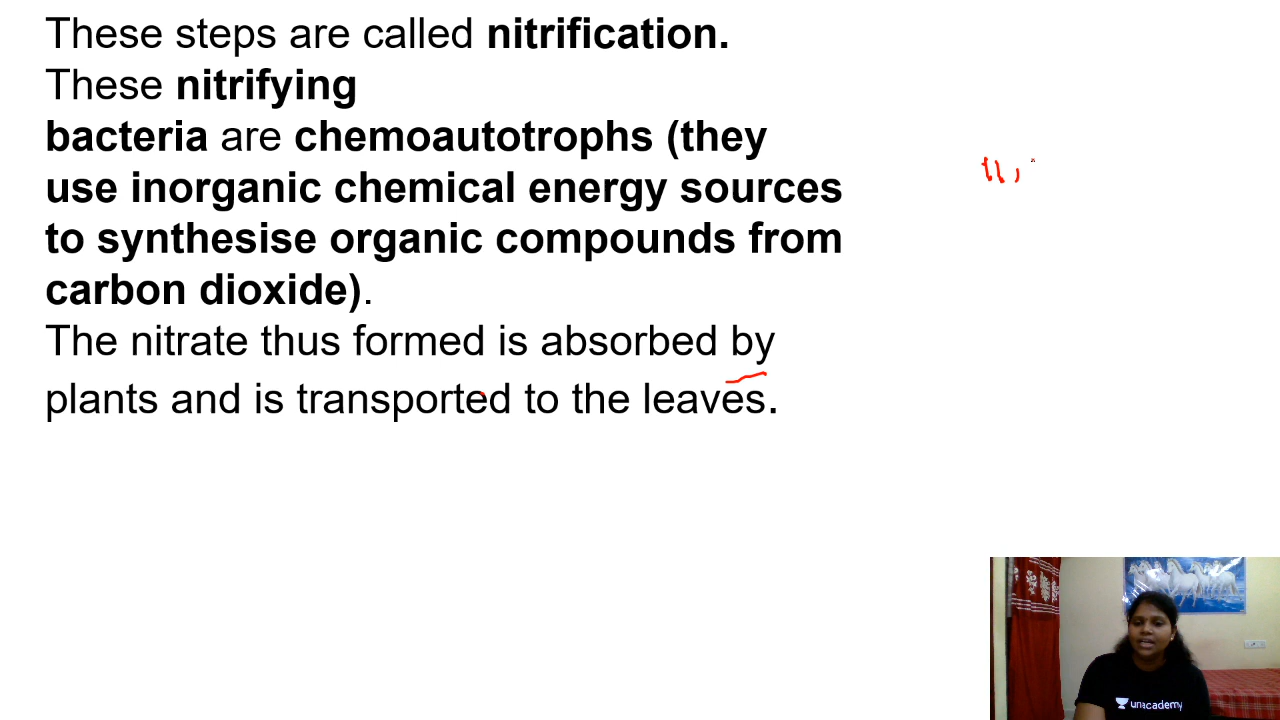 These steps are called nitrification.
These nitrifying
bacteria are chemoautotrophs (they
use inorganic chemical energy sources
to synthesise organic compounds from
carbon dioxide).
The nitrate thus formed is absorbed by
plants and is transported to the leaves.
unacademy